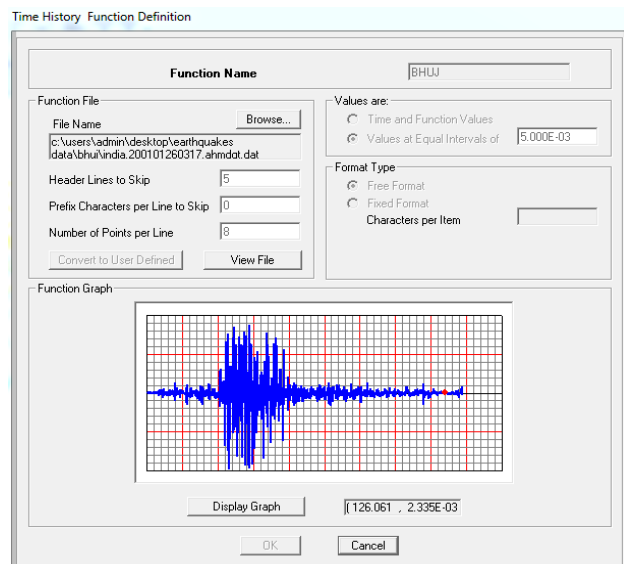 Time History Function Definition
Function Name
BHUJ
Function File
File Name
Browse...
c:\users\admin\desktop\earthquakes
data\bhuj\india.200101260317.ahmdgt.dat
Header Lines to Skip
5
Prefix Characters per Line to Skip
0
Number of Points per Line
8
Convert to User Defined
View File
Values are:
Time and Function Values
Values at Equal Intervals of
5.000E-03
Format Type
Free Format
Fixed Format
Characters per Item
Function Graph
Display Graph
( 126.061 , 2.335E-03
OK
Cancel